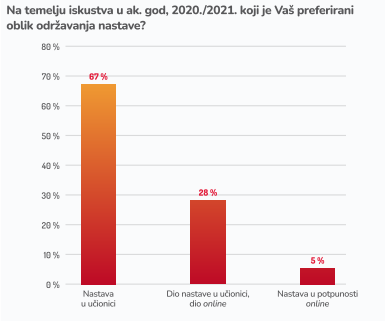 Na temelju iskustva u ak. god, 2020./2021. koji je Vaš preferirani
oblik održavanja nastave?
80 %
70 %
60 %
50 %
40 %
30 %
20 %
10 %
0 %
67 %
28 %
5 %
Nastava
u učionici
Dio nastave u učionici,
dio online
Nastava u potpunosti
online